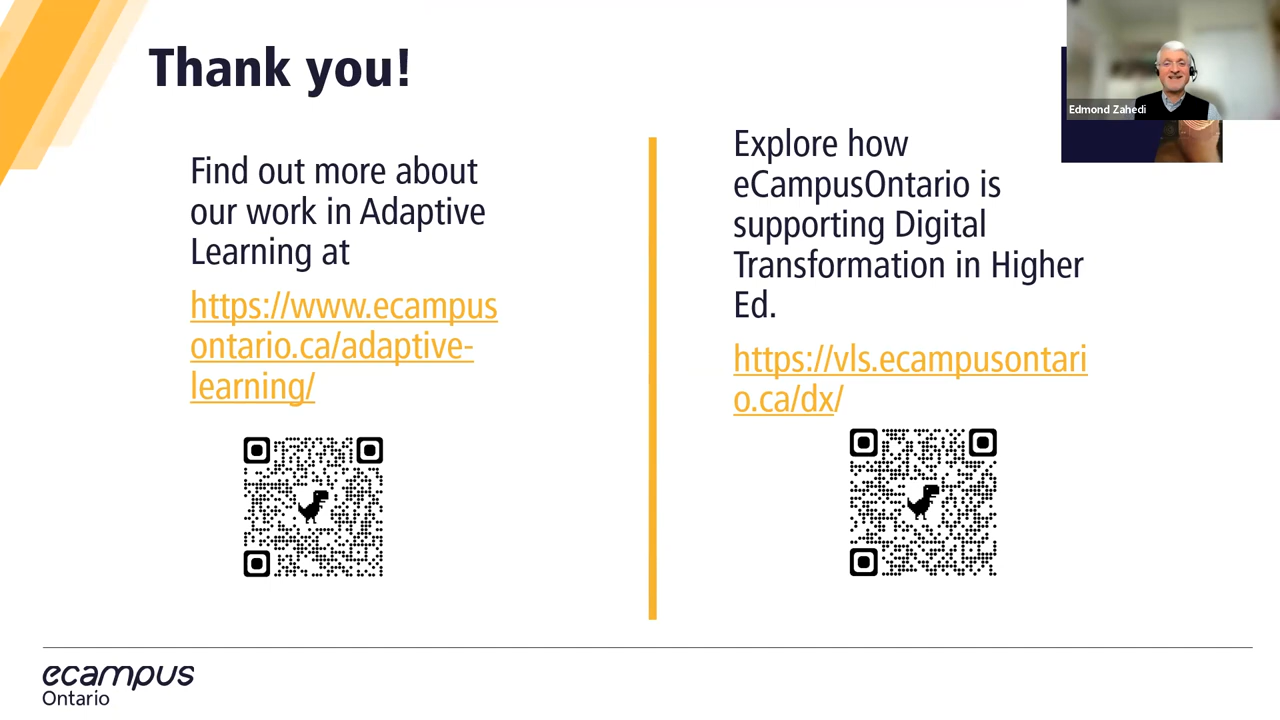 Thank you!
Edmond Zahedi
Find out more about
our work in Adaptive
Learning at
https://www.ecampus
ontario.ca/adaptive-
learning/
Explore how
eCampusOntario is
supporting Digital
Transformation in Higher
Ed.
https://vls.ecampusontari
o.ca/dx/
ecampus
Ontario